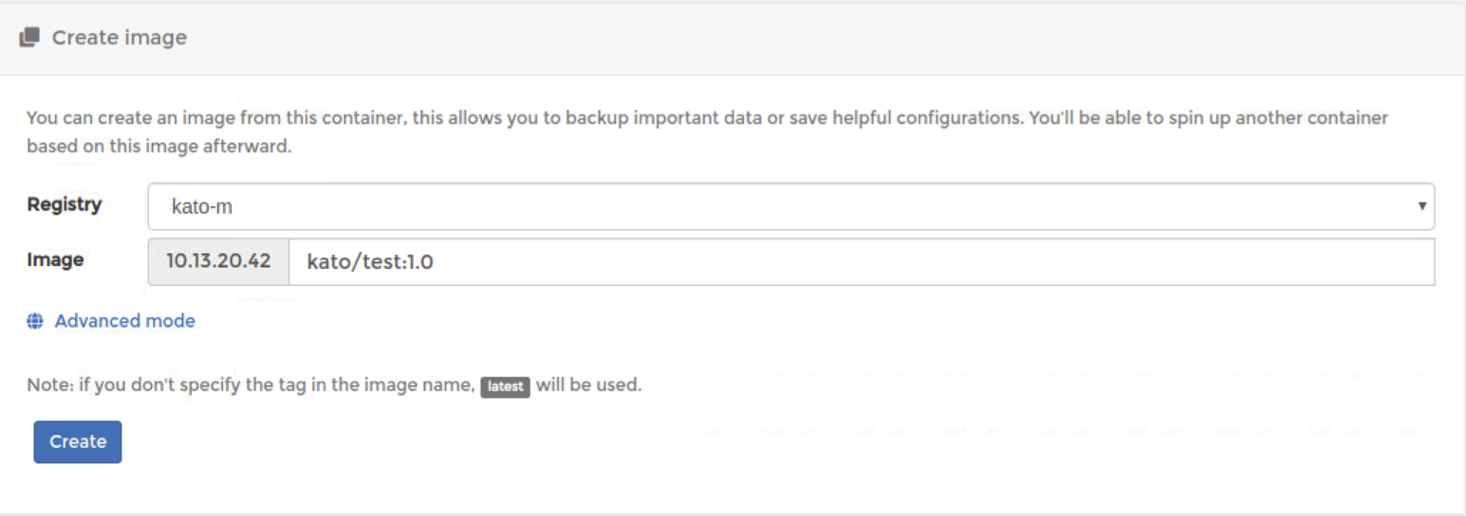 Create image
You can create an image from this container, this allows you to backup important data or save helpful configurations. You'll be able to spin up another container
based on this image afterward.
Registry kato-m
Image 10.13.20.42 kato/test:1.0
Advanced mode
Note: if you don't specify the tag in the image name, latest will be used.
Create